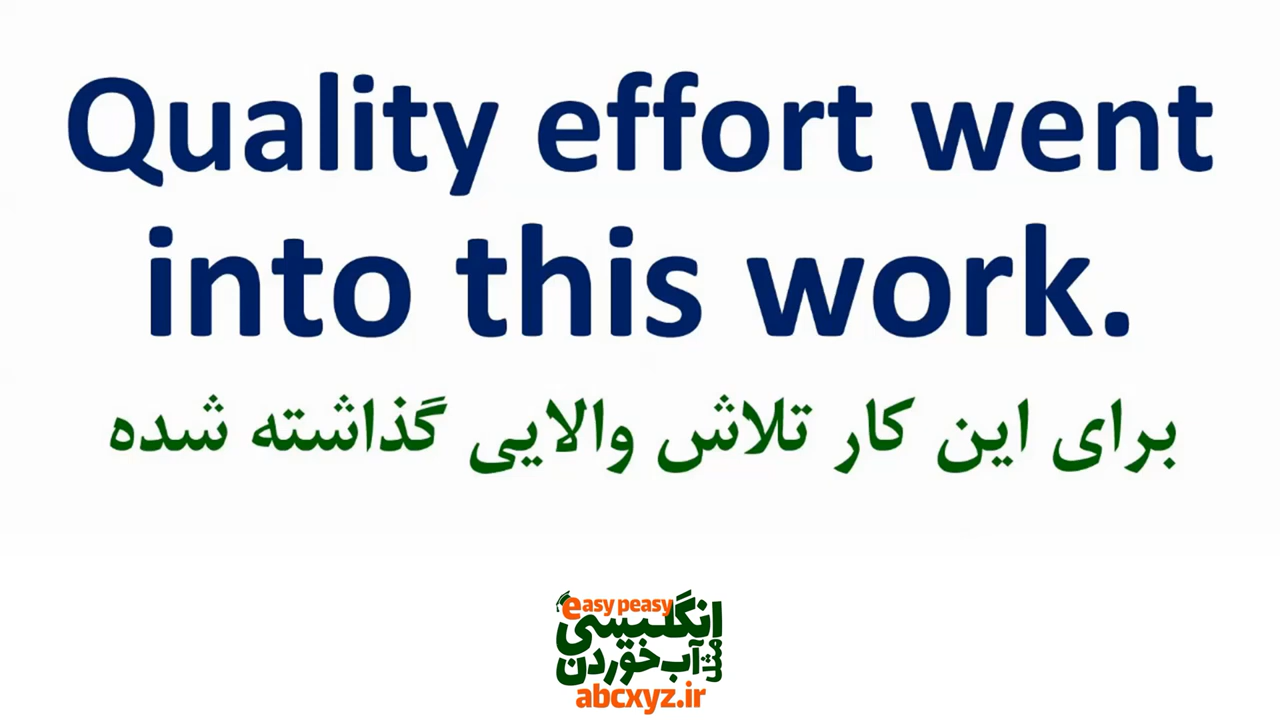 Quality effort went
into this work.
برای این کار تلاش والایی گذاشته شده
easy peasy
انگلیسی
مثل
آب خوردن
abcxyz.ir